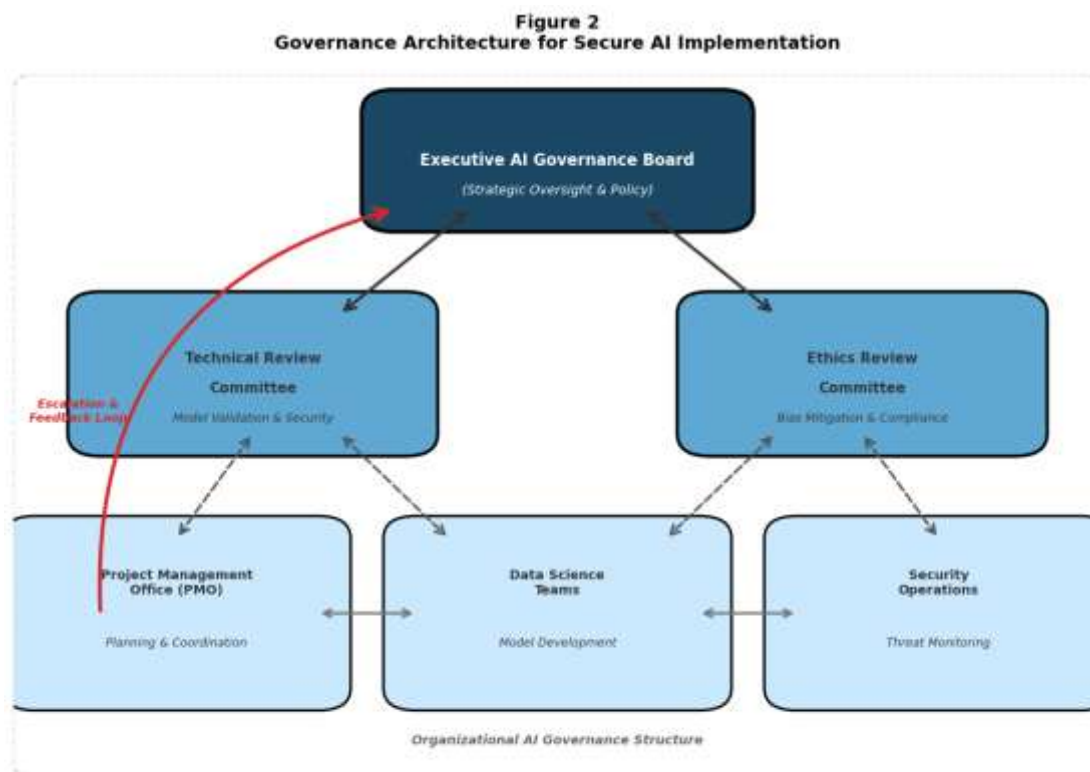 Figure 2
Governance Architecture for Secure AI Implementation
Executive AI Governance Board
(Strategic Oversight & Policy)
Technical Review
Committee
Model Validation & Security
Ethics Review
Committee
Bias Mitigation & Compliance
Escalation &
Feedback Loop
Project Management
Office (PMO)
Planning & Coordination
Data Science
Teams
Model Development
Security
Operations
Threat Monitoring
Organizational AI Governance Structure